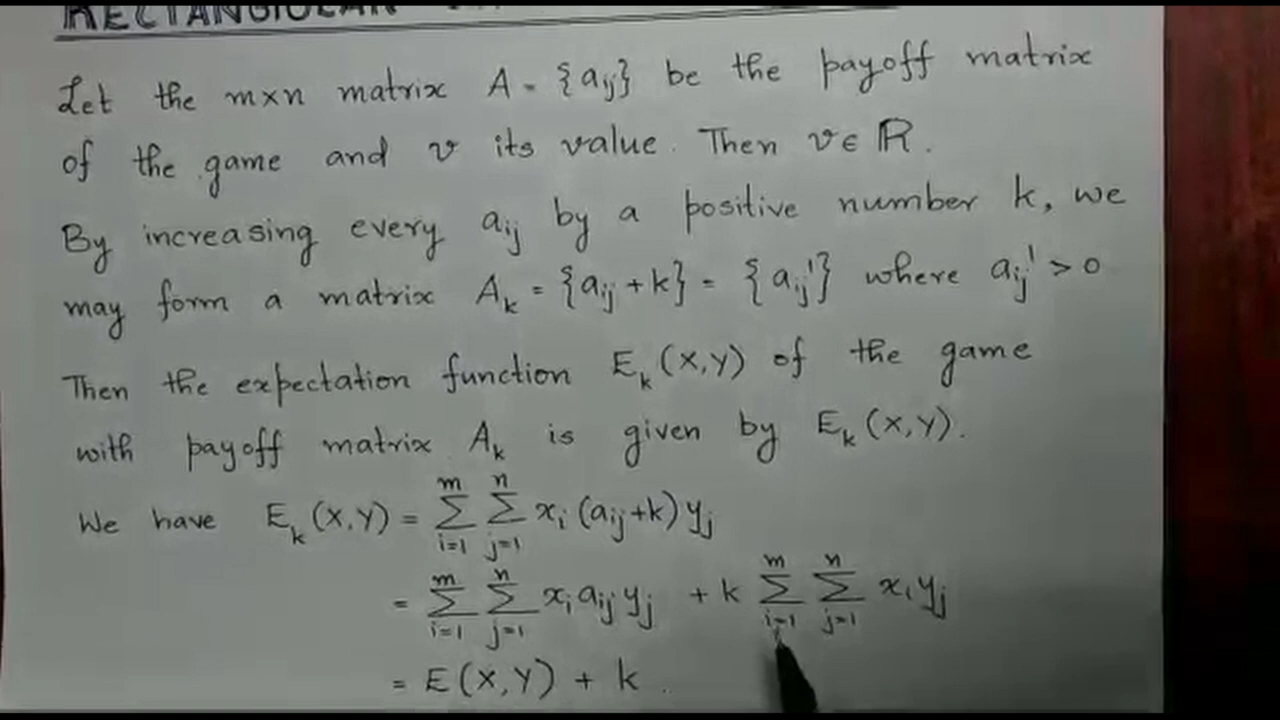 RECTANGULAR
Let the m×n matrix A = {aᵢⱼ} be the payoff matrix
of the game and v its value. Then v ∈ ℝ.
By increasing every aᵢⱼ by a positive number k, we
may form a matrix Aₖ = {aᵢⱼ + k} = {aᵢⱼ'} where aᵢⱼ' > 0
Then the expectation function Eₖ(X,Y) of the game
with payoff matrix Aₖ is given by Eₖ(X,Y).
We have Eₖ(X,Y) = ∑_{i=1}^{m} ∑_{j=1}^{n} xᵢ (aᵢⱼ+k) yⱼ
= ∑_{i=1}^{m} ∑_{j=1}^{n} xᵢ aᵢⱼ yⱼ + k ∑_{i=1}^{m} ∑_{j=1}^{n} xᵢ yⱼ
= E(X,Y) + k.